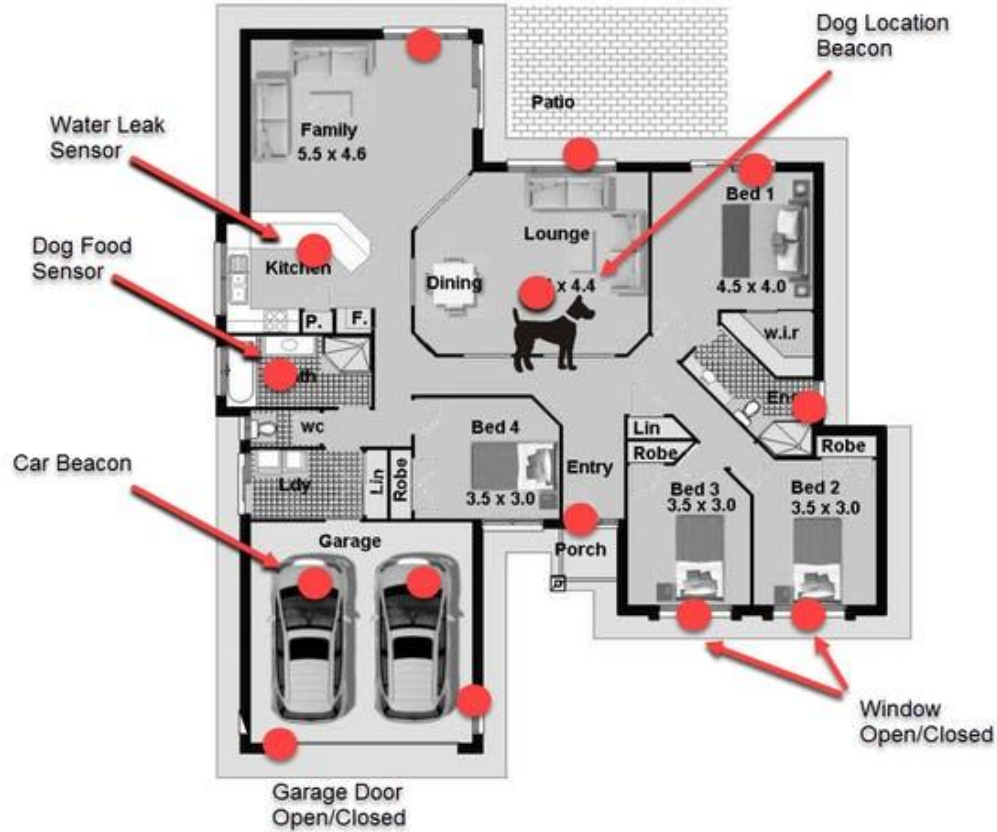 Dog Location
Beacon
Patio
Water Leak
Sensor
Family
5.5 x 4.6
Bed 1
Dog Food
Sensor
Lounge
Kitchen
Dining
x 4.4
4.5 x 4.0
P.
F.
w.i.r
wc
Bed 4
Lin
Robe
Robe
Car Beacon
Ldy
Lin
Robe
3.5 x 3.0
Entry
Bed 3
3.5 x 3.0
Bed 2
3.5 x 3.0
Garage
Porch
Window
Open/Closed
Garage Door
Open/Closed